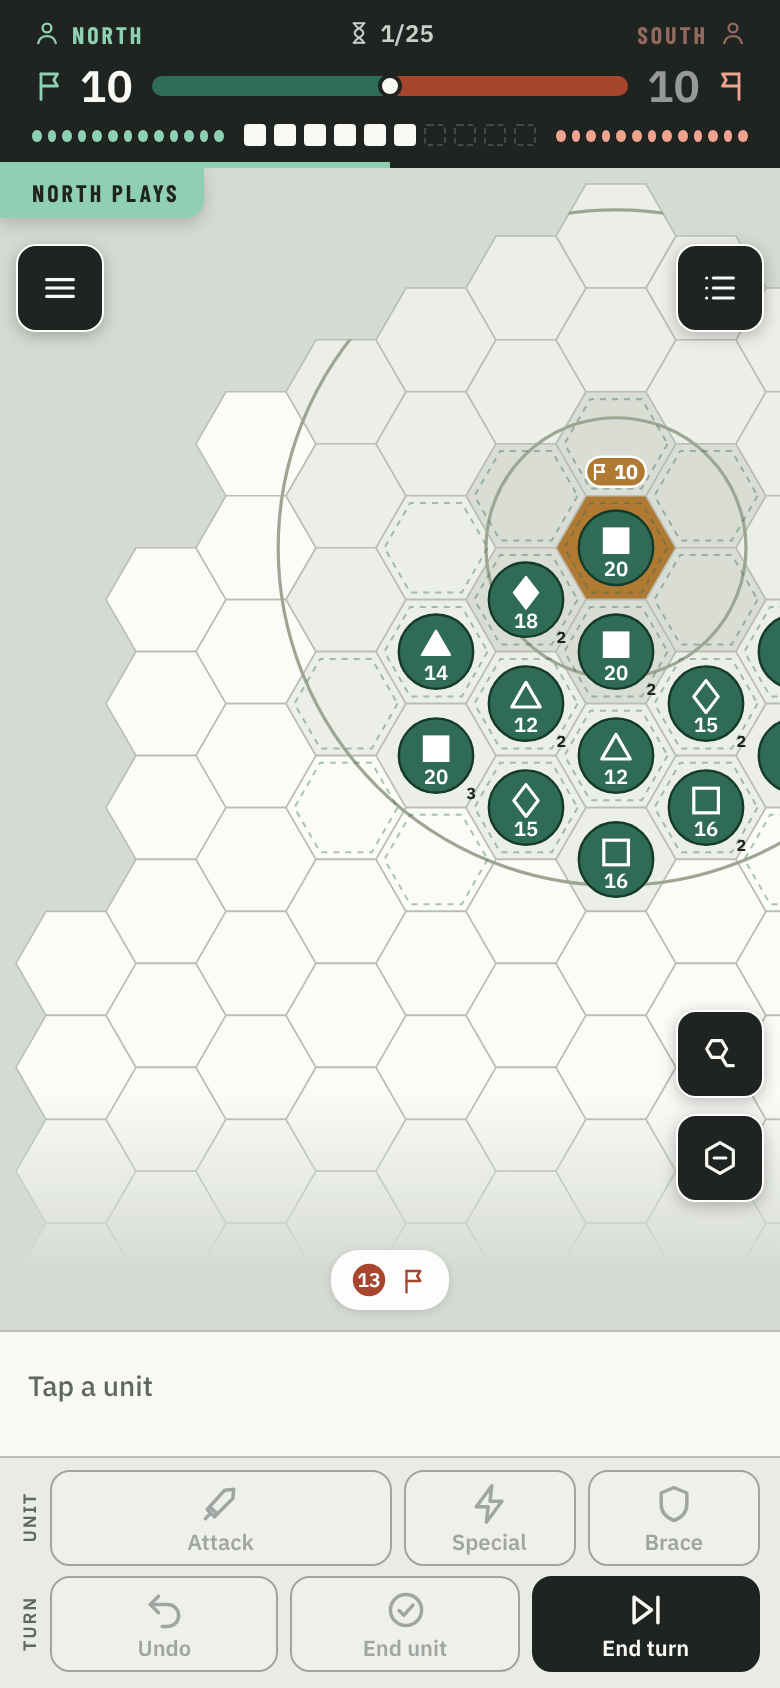 NORTH
1/25
SOUTH
10
10
NORTH PLAYS
10
20
18
2
14
20
2
12
2
15
2
20
3
12
15
16
2
16
13
Tap a unit
UNIT
Attack
Special
Brace
TURN
Undo
End unit
End turn